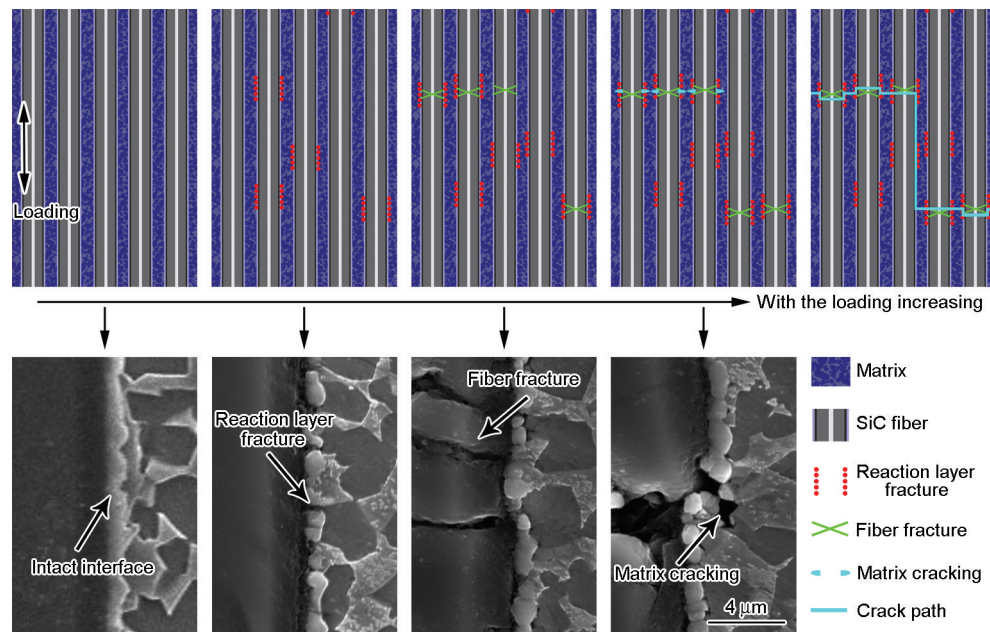 Loading
With the loading increasing
Intact interface
Reaction layer
fracture
Fiber fracture
Matrix cracking
4 μm
Matrix
SiC fiber
Reaction layer
fracture
Fiber fracture
Matrix cracking
Crack path